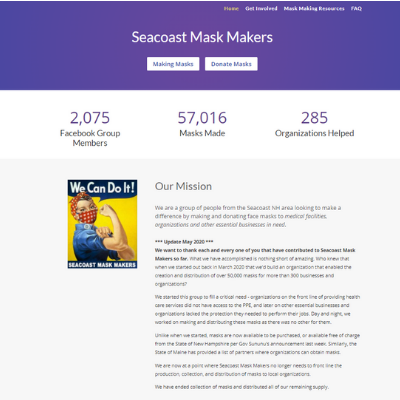 Home Get Involved Mask Making Resources FAQ
Seacoast Mask Makers
Making Masks Donate Masks
2,075 57,016 285
Facebook Group Masks Made Organizations Helped
Members
We Can Do It!
SEACOAST MASK MAKERS
Our Mission
We are a group of people from the Seacoast NH area looking to make a
difference by making and donating face masks to medical facilities,
organizations and other essential businesses in need.
*** Update May 2020 ***
We want to thank each and every one of you that have contributed to Seacoast Mask
Makers so far. What we have accomplished is nothing short of amazing. Who knew that
when we started out back in March 2020 that we'd build an organization that enabled the
creation and distribution of over 50,000 masks for more than 300 businesses and
organizations?
We started this group to fill a critical need - organizations on the front line of providing health
care services did not have access to the PPE, and later on other essential businesses and
organizations lacked the protection they needed to perform their jobs. Day and night, we
worked on making and distributing these masks as there was no other for them.
Unlike when we started, masks are now available to be purchased, or available free of charge
from the State of New Hampshire per Gov Sununu's announcement last week. Similarly, the
State of Maine has provided a list of partners where organizations can obtain masks.
We are now at a point where Seacoast Mask Makers no longer needs to front line the
production, collection, and distribution of masks to local organizations.
We have ended collection of masks and distributed all of our remaining supply.